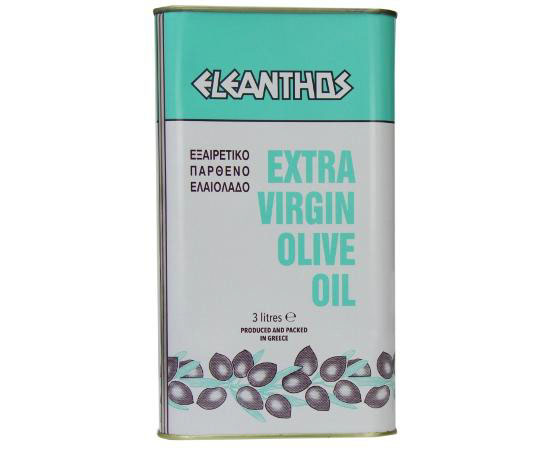 ELEANTHOS
ΕΞΑΙΡΕΤΙΚΟ
ΠΑΡΘΕΝΟ
ΕΛΑΙΟΛΑΔΟ
EXTRA
VIRGIN
OLIVE
OIL
3 litres ℮
PRODUCED AND PACKED
IN GREECE